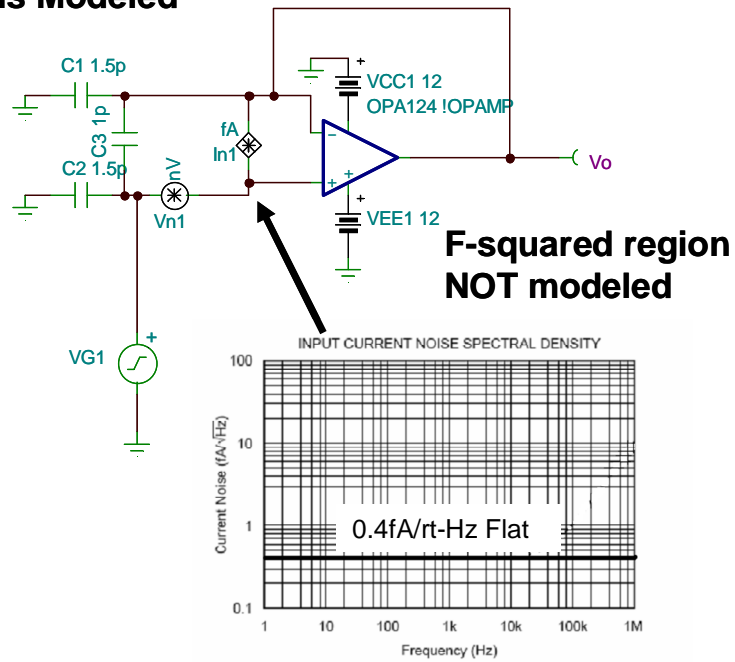 is Modeled
C1 1.5p
VCC1 12
OPA124 !OPAMP
fA
In1
C3 1p
C2 1.5p
nV
Vn1
Vo
VEE1 12
F-squared region
NOT modeled
VG1
INPUT CURRENT NOISE SPECTRAL DENSITY
Current Noise (fA/√Hz)
100
10
1
0.1
0.4fA/rt-Hz Flat
1
10
100
1k
10k
100k
1M
Frequency (Hz)